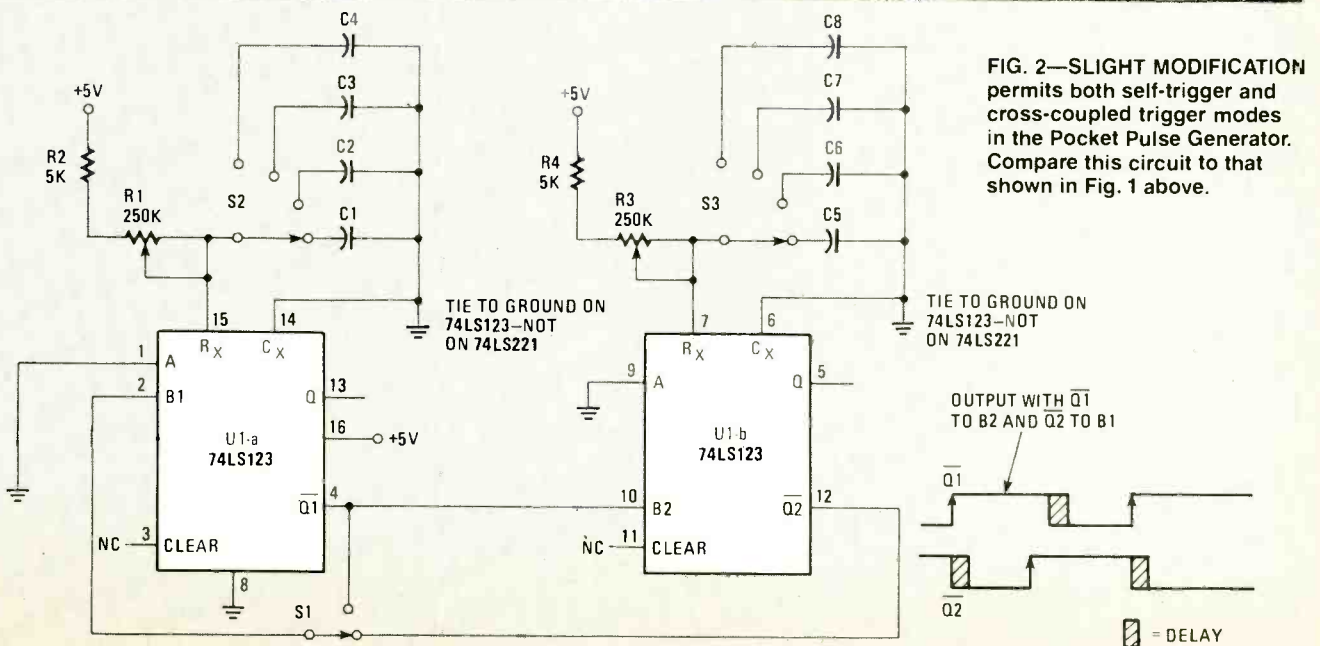 FIG. 2—SLIGHT MODIFICATION
permits both self-trigger and
cross-coupled trigger modes
in the Pocket Pulse Generator.
Compare this circuit to that
shown in Fig. 1 above.
C4
C3
C2
C1
+5V
R2
5K
R1
250K
S2
15
14
RX
CX
TIE TO GROUND ON
74LS123–NOT
ON 74LS221
1
A
2
B1
Q
13
16
+5V
U1-a
74LS123
Q1
4
NC
3
CLEAR
8
S1
C8
C7
C6
C5
+5V
R4
5K
R3
250K
S3
7
6
RX
CX
TIE TO GROUND ON
74LS123–NOT
ON 74LS221
9
A
Q
5
U1-b
74LS123
10
B2
Q2
12
NC
11
CLEAR
OUTPUT WITH Q1
TO B2 AND Q2 TO B1
Q1
Q2
= DELAY